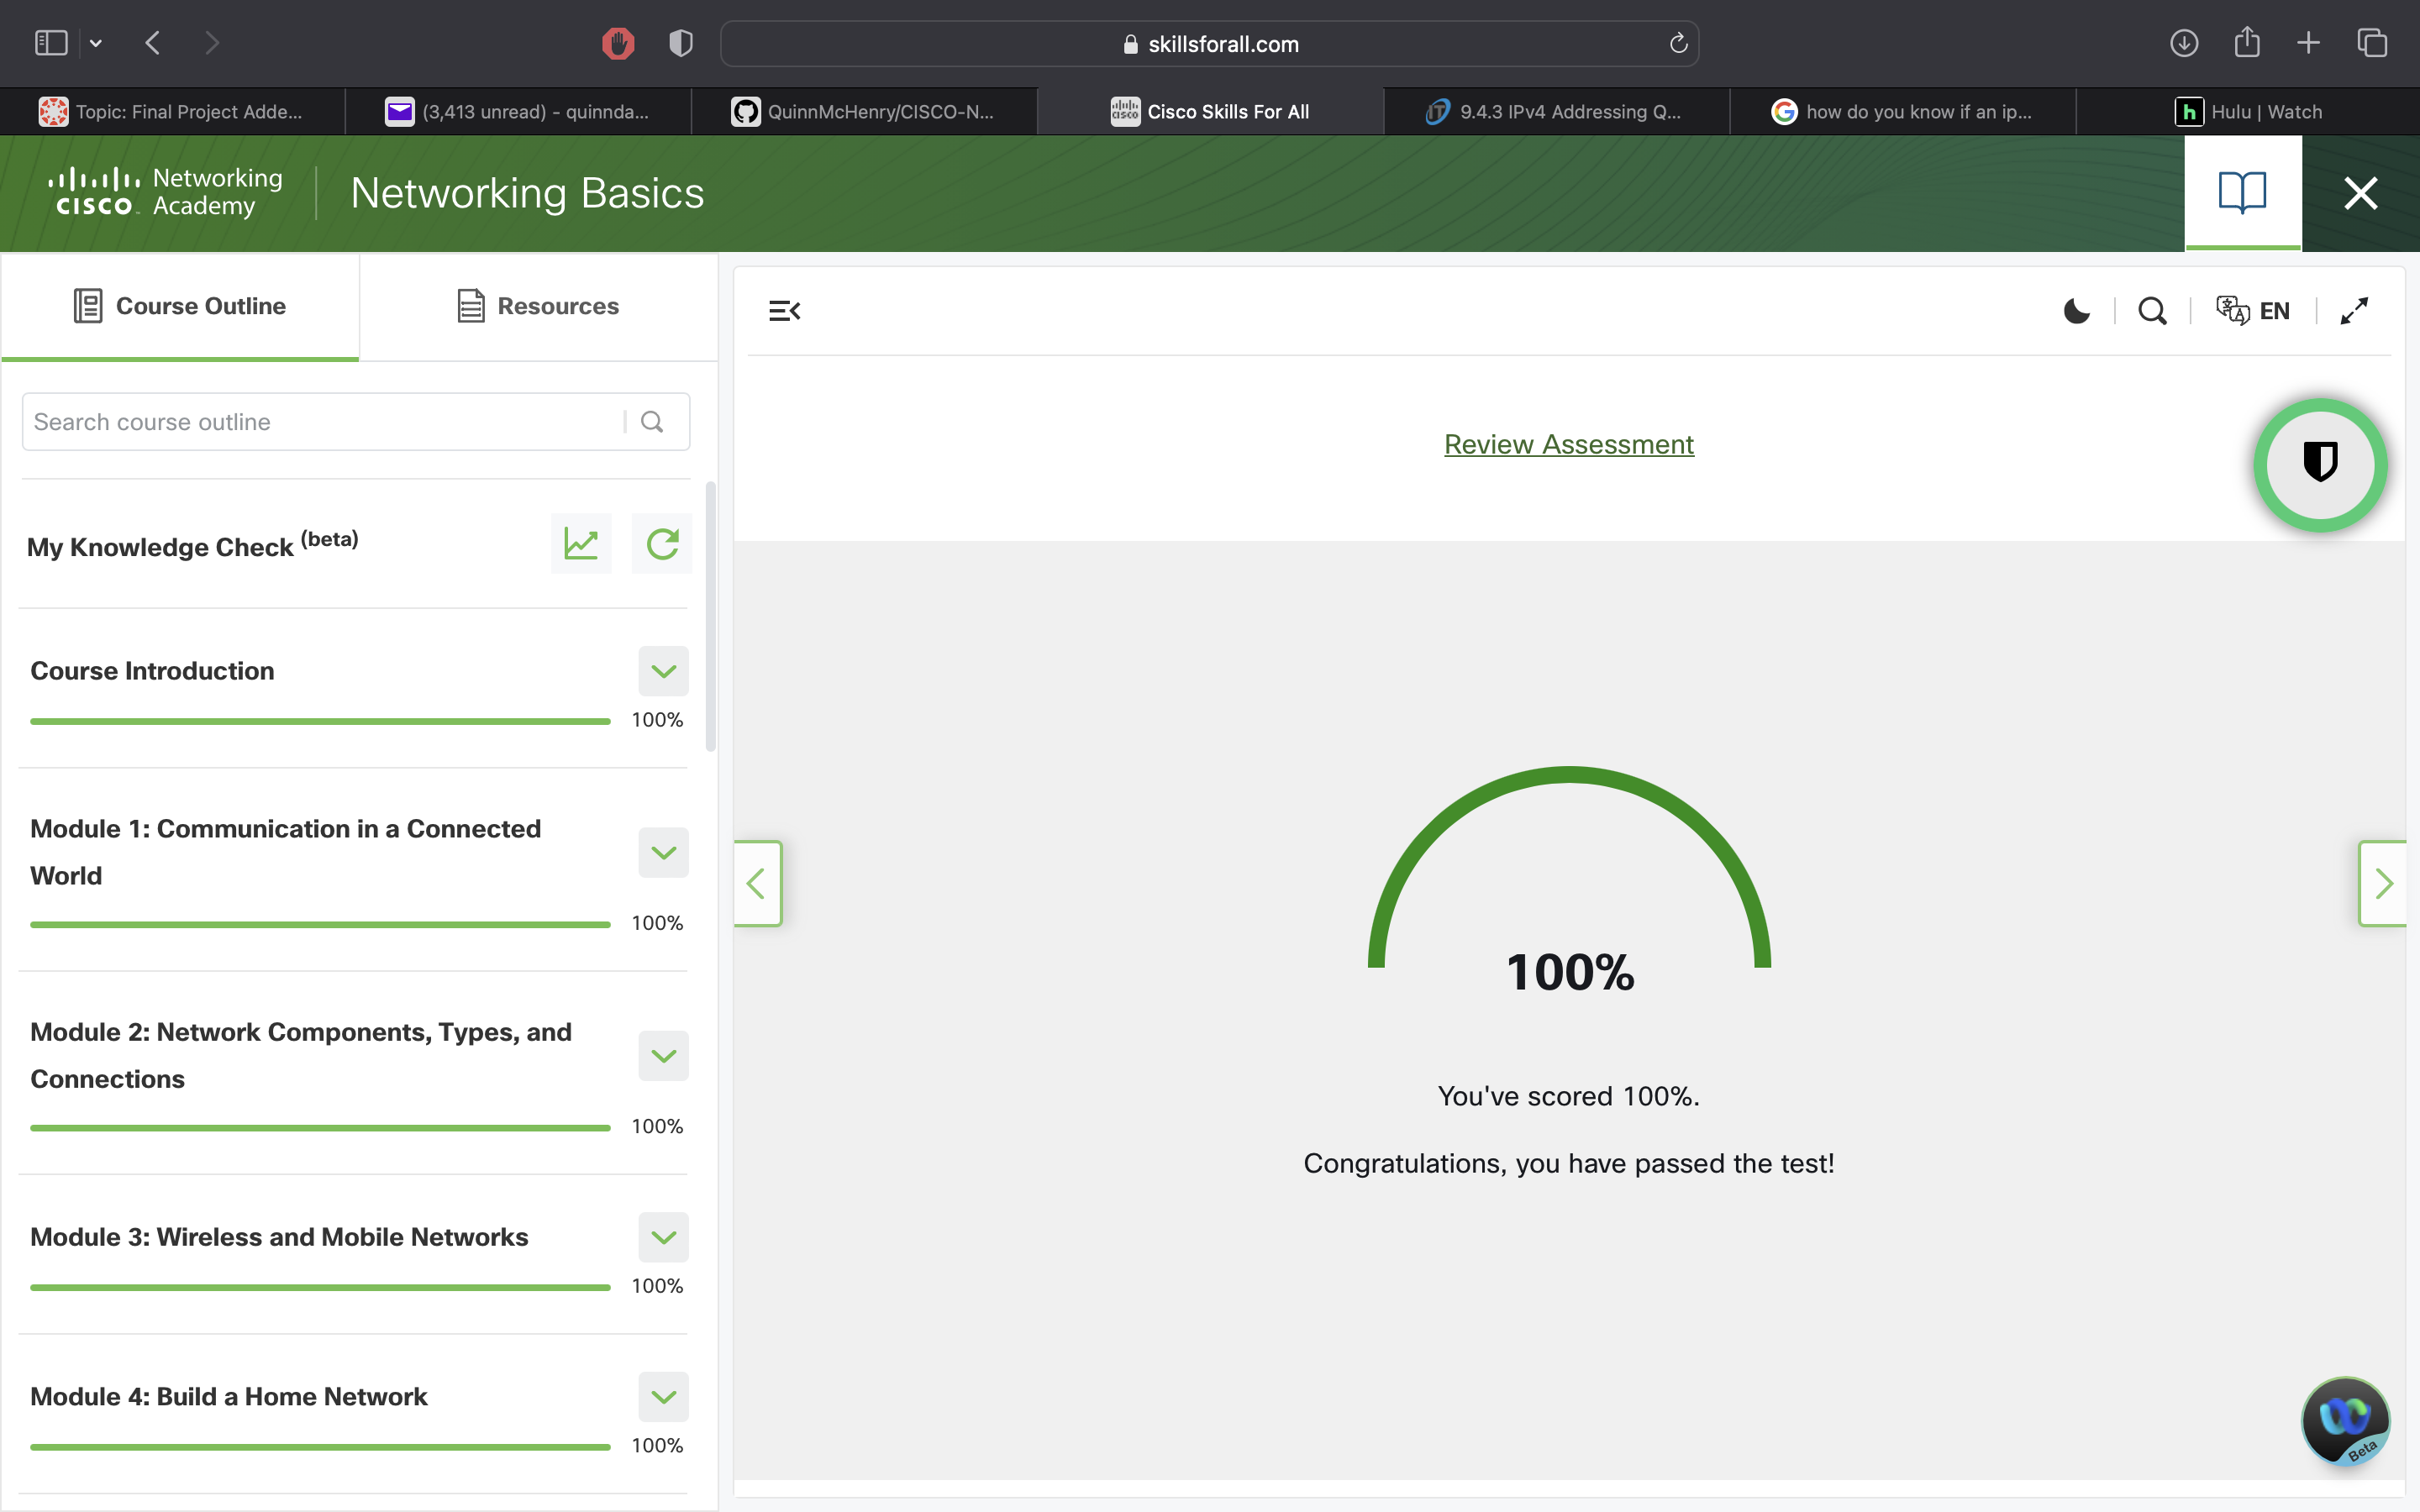 skillsforall.com
Topic: Final Project Adde...
(3,413 unread) - quinnda...
QuinnMcHenry/CISCO-N...
CISCO
Cisco Skills For All
IT
9.4.3 IPv4 Addressing Q...
G
how do you know if an ip...
h
Hulu | Watch
CISCO
Networking
Academy
Networking Basics
Course Outline
Resources
EN
Search course outline
Review Assessment
My Knowledge Check (beta)
Course Introduction
100%
Module 1: Communication in a Connected
World
100%
Module 2: Network Components, Types, and
Connections
100%
Module 3: Wireless and Mobile Networks
100%
Module 4: Build a Home Network
100%
100%
You've scored 100%.
Congratulations, you have passed the test!
Beta